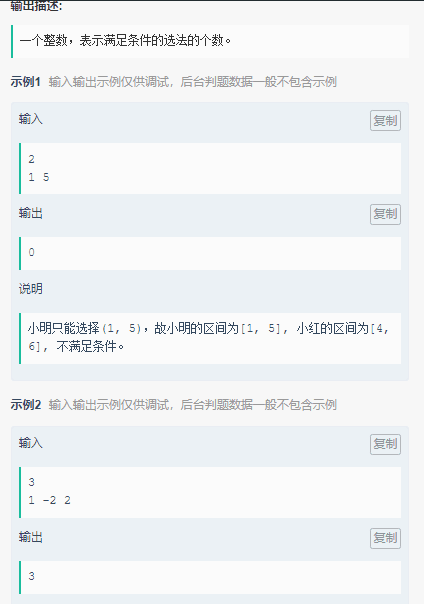 输出描述:
一个整数，表示满足条件的选法的个数。
示例1 输入输出示例仅供调试，后台判题数据一般不包含示例
输入 复制
2
1 5
输出 复制
0
说明
小明只能选择(1, 5)，故小明的区间为[1, 5]，小红的区间为[4,
6]，不满足条件。
示例2 输入输出示例仅供调试，后台判题数据一般不包含示例
输入 复制
3
1 -2 2
输出 复制
3